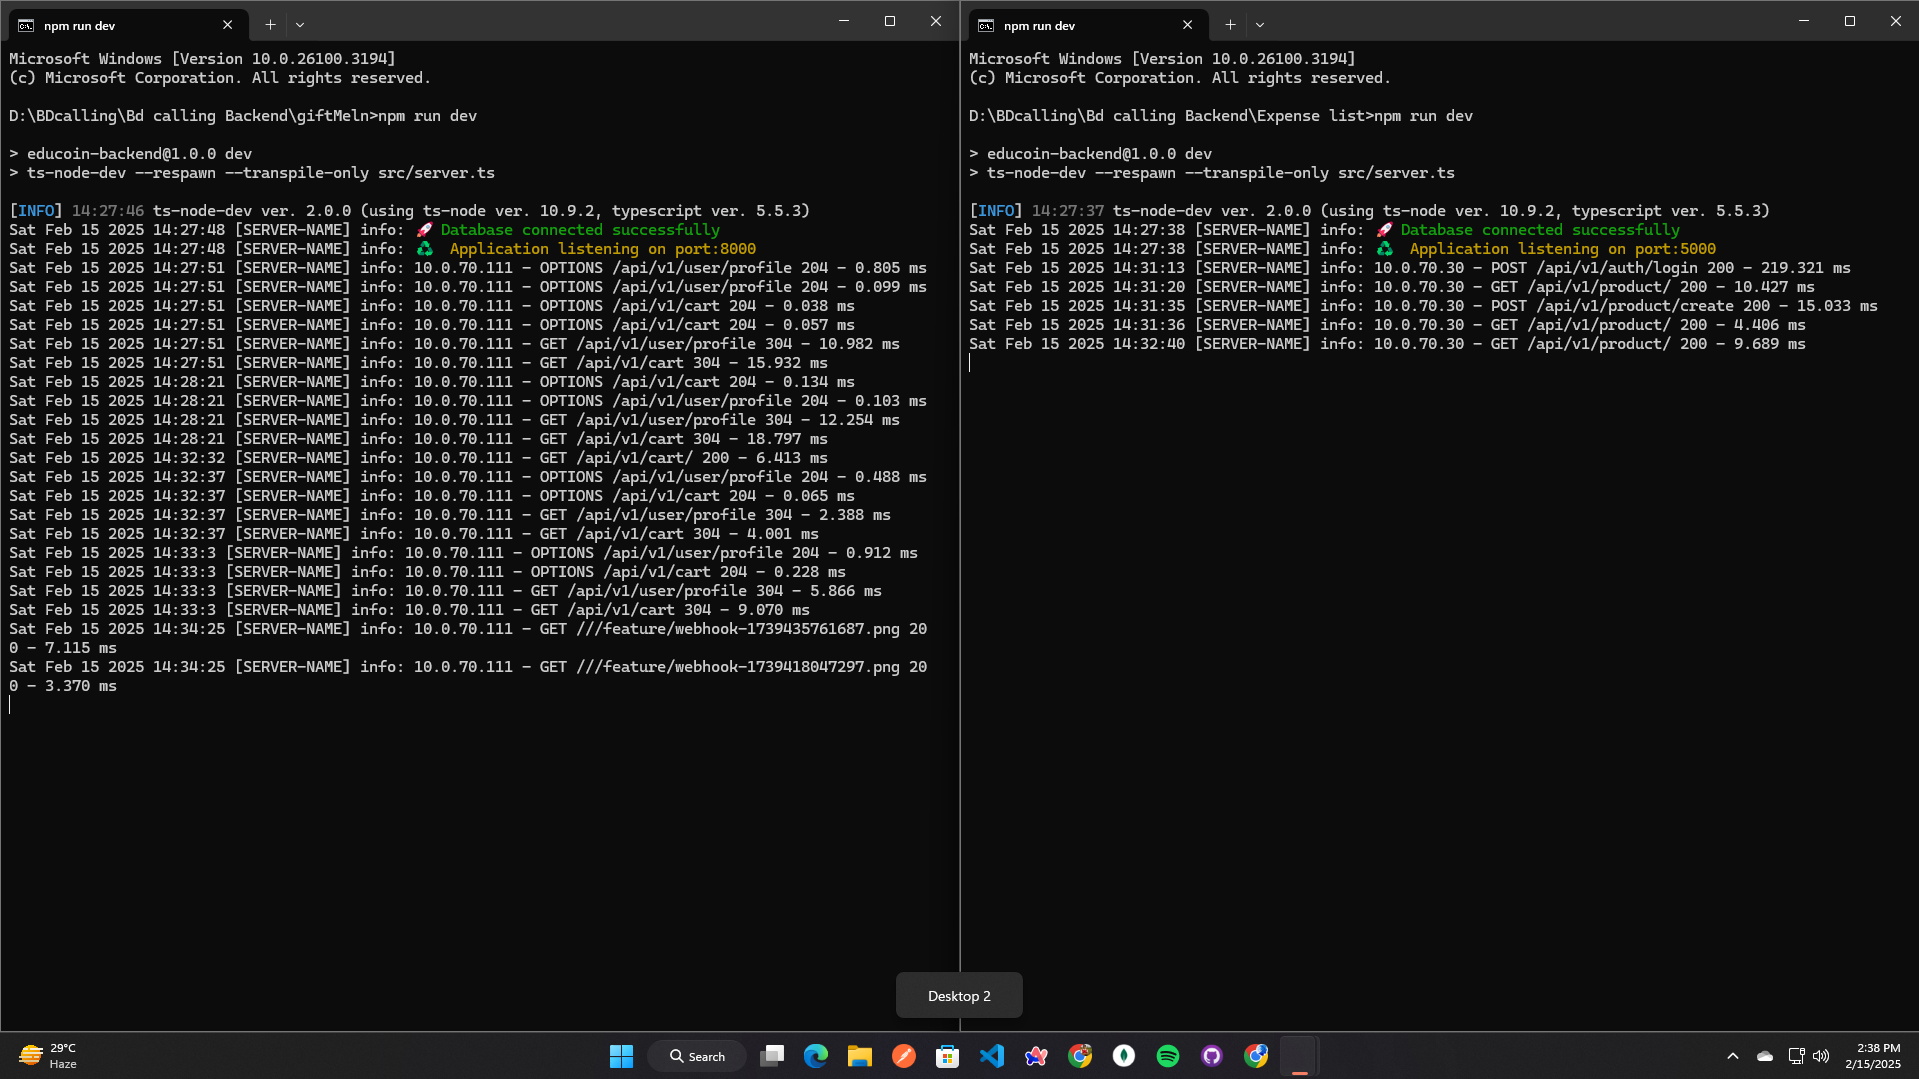 npm run dev
Microsoft Windows [Version 10.0.26100.3194]
(c) Microsoft Corporation. All rights reserved.
D:\BDcalling\Bd calling Backend\giftMeln>npm run dev
> educoin-backend@1.0.0 dev
> ts-node-dev --respawn --transpile-only src/server.ts
[INFO] 14:27:46 ts-node-dev ver. 2.0.0 (using ts-node ver. 10.9.2, typescript ver. 5.5.3)
Sat Feb 15 2025 14:27:48 [SERVER-NAME] info: 🚀 Database connected successfully
Sat Feb 15 2025 14:27:48 [SERVER-NAME] info: ♻️ Application listening on port:8000
Sat Feb 15 2025 14:27:51 [SERVER-NAME] info: 10.0.70.111 - OPTIONS /api/v1/user/profile 204 - 0.805 ms
Sat Feb 15 2025 14:27:51 [SERVER-NAME] info: 10.0.70.111 - OPTIONS /api/v1/user/profile 204 - 0.099 ms
Sat Feb 15 2025 14:27:51 [SERVER-NAME] info: 10.0.70.111 - OPTIONS /api/v1/cart 204 - 0.038 ms
Sat Feb 15 2025 14:27:51 [SERVER-NAME] info: 10.0.70.111 - OPTIONS /api/v1/cart 204 - 0.057 ms
Sat Feb 15 2025 14:27:51 [SERVER-NAME] info: 10.0.70.111 - GET /api/v1/user/profile 304 - 10.982 ms
Sat Feb 15 2025 14:27:51 [SERVER-NAME] info: 10.0.70.111 - GET /api/v1/cart 304 - 15.932 ms
Sat Feb 15 2025 14:28:21 [SERVER-NAME] info: 10.0.70.111 - OPTIONS /api/v1/cart 204 - 0.134 ms
Sat Feb 15 2025 14:28:21 [SERVER-NAME] info: 10.0.70.111 - OPTIONS /api/v1/user/profile 204 - 0.103 ms
Sat Feb 15 2025 14:28:21 [SERVER-NAME] info: 10.0.70.111 - GET /api/v1/user/profile 304 - 12.254 ms
Sat Feb 15 2025 14:28:21 [SERVER-NAME] info: 10.0.70.111 - GET /api/v1/cart 304 - 18.797 ms
Sat Feb 15 2025 14:32:32 [SERVER-NAME] info: 10.0.70.111 - GET /api/v1/cart/ 200 - 6.413 ms
Sat Feb 15 2025 14:32:37 [SERVER-NAME] info: 10.0.70.111 - OPTIONS /api/v1/user/profile 204 - 0.488 ms
Sat Feb 15 2025 14:32:37 [SERVER-NAME] info: 10.0.70.111 - OPTIONS /api/v1/cart 204 - 0.065 ms
Sat Feb 15 2025 14:32:37 [SERVER-NAME] info: 10.0.70.111 - GET /api/v1/user/profile 304 - 2.388 ms
Sat Feb 15 2025 14:32:37 [SERVER-NAME] info: 10.0.70.111 - GET /api/v1/cart 304 - 4.001 ms
Sat Feb 15 2025 14:33:3 [SERVER-NAME] info: 10.0.70.111 - OPTIONS /api/v1/user/profile 204 - 0.912 ms
Sat Feb 15 2025 14:33:3 [SERVER-NAME] info: 10.0.70.111 - OPTIONS /api/v1/cart 204 - 0.228 ms
Sat Feb 15 2025 14:33:3 [SERVER-NAME] info: 10.0.70.111 - GET /api/v1/user/profile 304 - 5.866 ms
Sat Feb 15 2025 14:33:3 [SERVER-NAME] info: 10.0.70.111 - GET /api/v1/cart 304 - 9.070 ms
Sat Feb 15 2025 14:34:25 [SERVER-NAME] info: 10.0.70.111 - GET ///feature/webhook-1739435761687.png 20
0 - 7.115 ms
Sat Feb 15 2025 14:34:25 [SERVER-NAME] info: 10.0.70.111 - GET ///feature/webhook-1739418047297.png 20
0 - 3.370 ms
npm run dev
Microsoft Windows [Version 10.0.26100.3194]
(c) Microsoft Corporation. All rights reserved.
D:\BDcalling\Bd calling Backend\Expense list>npm run dev
> educoin-backend@1.0.0 dev
> ts-node-dev --respawn --transpile-only src/server.ts
[INFO] 14:27:37 ts-node-dev ver. 2.0.0 (using ts-node ver. 10.9.2, typescript ver. 5.5.3)
Sat Feb 15 2025 14:27:38 [SERVER-NAME] info: 🚀 Database connected successfully
Sat Feb 15 2025 14:27:38 [SERVER-NAME] info: ♻️ Application listening on port:5000
Sat Feb 15 2025 14:31:13 [SERVER-NAME] info: 10.0.70.30 - POST /api/v1/auth/login 200 - 219.321 ms
Sat Feb 15 2025 14:31:20 [SERVER-NAME] info: 10.0.70.30 - GET /api/v1/product/ 200 - 10.427 ms
Sat Feb 15 2025 14:31:35 [SERVER-NAME] info: 10.0.70.30 - POST /api/v1/product/create 200 - 15.033 ms
Sat Feb 15 2025 14:31:36 [SERVER-NAME] info: 10.0.70.30 - GET /api/v1/product/ 200 - 4.406 ms
Sat Feb 15 2025 14:32:40 [SERVER-NAME] info: 10.0.70.30 - GET /api/v1/product/ 200 - 9.689 ms
Desktop 2
29°C
Haze
Search
2:38 PM
2/15/2025